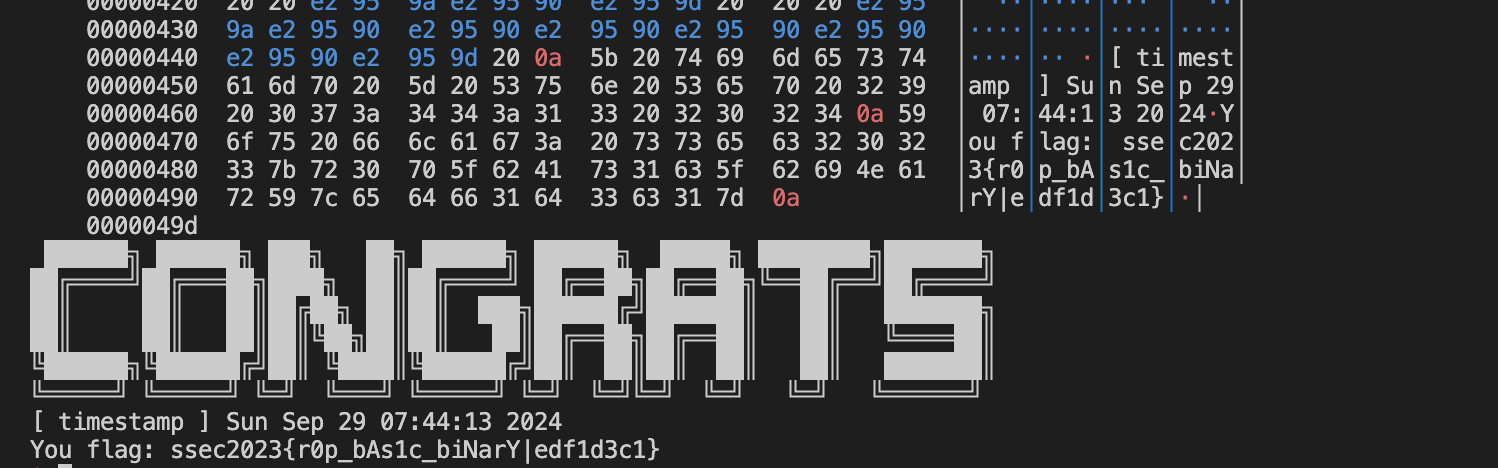 00000420  20 20 e2 95  9a e2 95 90  e2 95 9d 20  20 20 e2 95  │  ··│····│··· │  ··│
00000430  9a e2 95 90  e2 95 90 e2  95 90 e2 95  90 e2 95 90  │····│····│····│····│
00000440  e2 95 90 e2  95 9d 20 0a  5b 20 74 69  6d 65 73 74  │····│·· ·│[ ti│mest│
00000450  61 6d 70 20  5d 20 53 75  6e 20 53 65  70 20 32 39  │amp │] Su│n Se│p 29│
00000460  20 30 37 3a  34 34 3a 31  33 20 32 30  32 34 0a 59  │ 07:│44:1│3 20│24·Y│
00000470  6f 75 20 66  6c 61 67 3a  20 73 73 65  63 32 30 32  │ou f│lag:│ sse│c202│
00000480  33 7b 72 30  70 5f 62 41  73 31 63 5f  62 69 4e 61  │3{r0│p_bA│s1c_│biNa│
00000490  72 59 7c 65  64 66 31 64  33 63 31 7d  0a           │rY|e│df1d│3c1}│·│
0000049d
CONGRATS
[ timestamp ] Sun Sep 29 07:44:13 2024
You flag: ssec2023{r0p_bAs1c_biNarY|edf1d3c1}